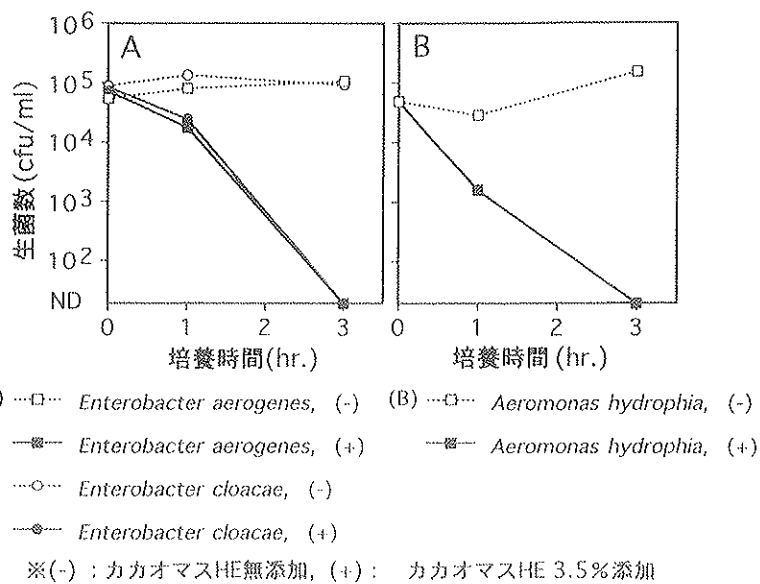 A
B
10⁶
10⁵
10⁴
10³
10²
ND
生菌数(cfu/ml)
0 1 2 3
0 1 2 3
培養時間(hr.)
培養時間(hr.)
) Enterobacter aerogenes, (-)
(B) Aeromonas hydrophia, (-)
Enterobacter aerogenes, (+)
Aeromonas hydrophia, (+)
Enterobacter cloacae, (-)
Enterobacter cloacae, (+)
※(-) ; カカオマスHE無添加, (+) : カカオマスHE 3.5%添加